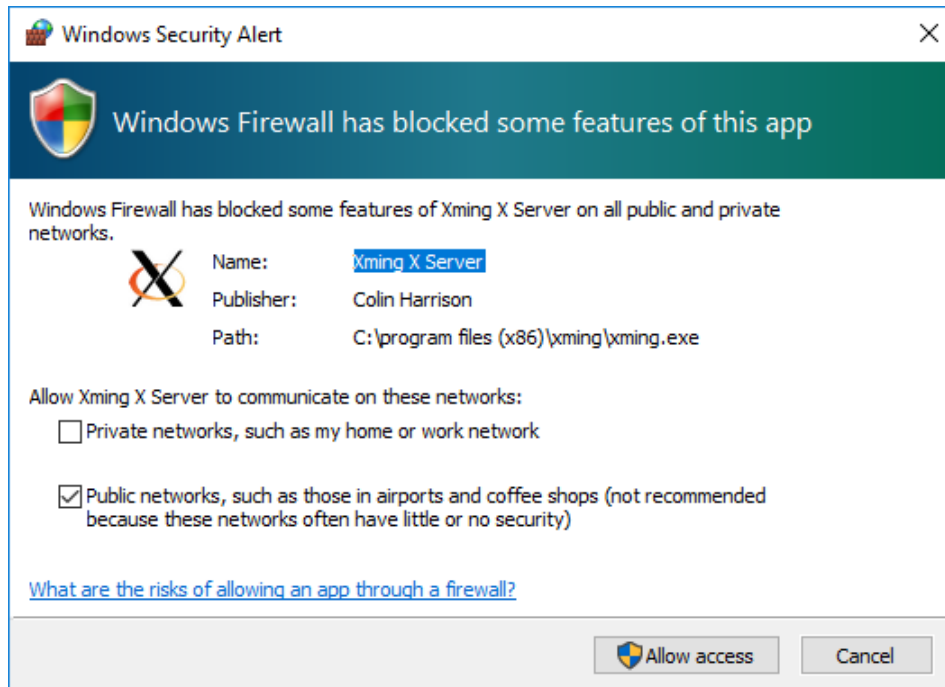 Windows Security Alert
Windows Firewall has blocked some features of this app
Windows Firewall has blocked some features of Xming X Server on all public and private
networks.
Name: Xming X Server
Publisher: Colin Harrison
Path: C:\program files (x86)\xming\xming.exe
Allow Xming X Server to communicate on these networks:
Private networks, such as my home or work network
Public networks, such as those in airports and coffee shops (not recommended
because these networks often have little or no security)
What are the risks of allowing an app through a firewall?
Allow access Cancel